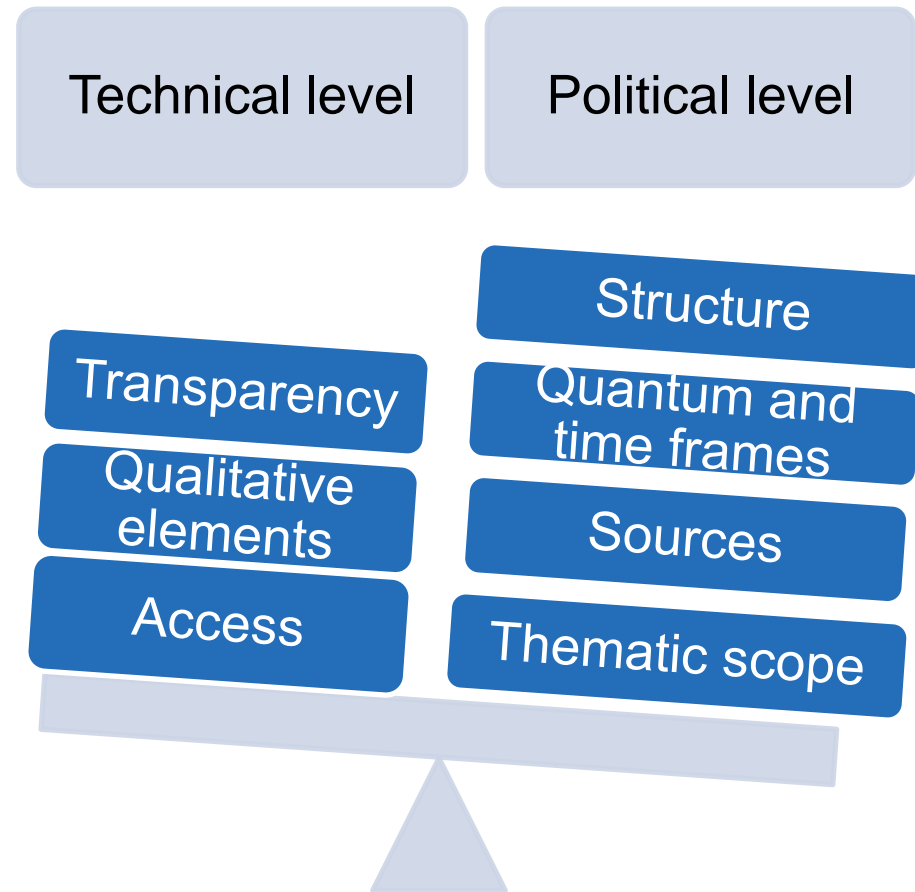 Technical level
Political level
Transparency
Qualitative
elements
Access
Structure
Quantum and
time frames
Sources
Thematic scope